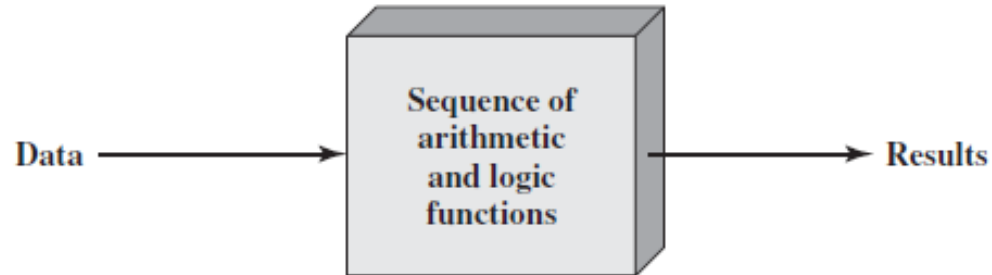 Data
Sequence of
arithmetic
and logic
functions
Results